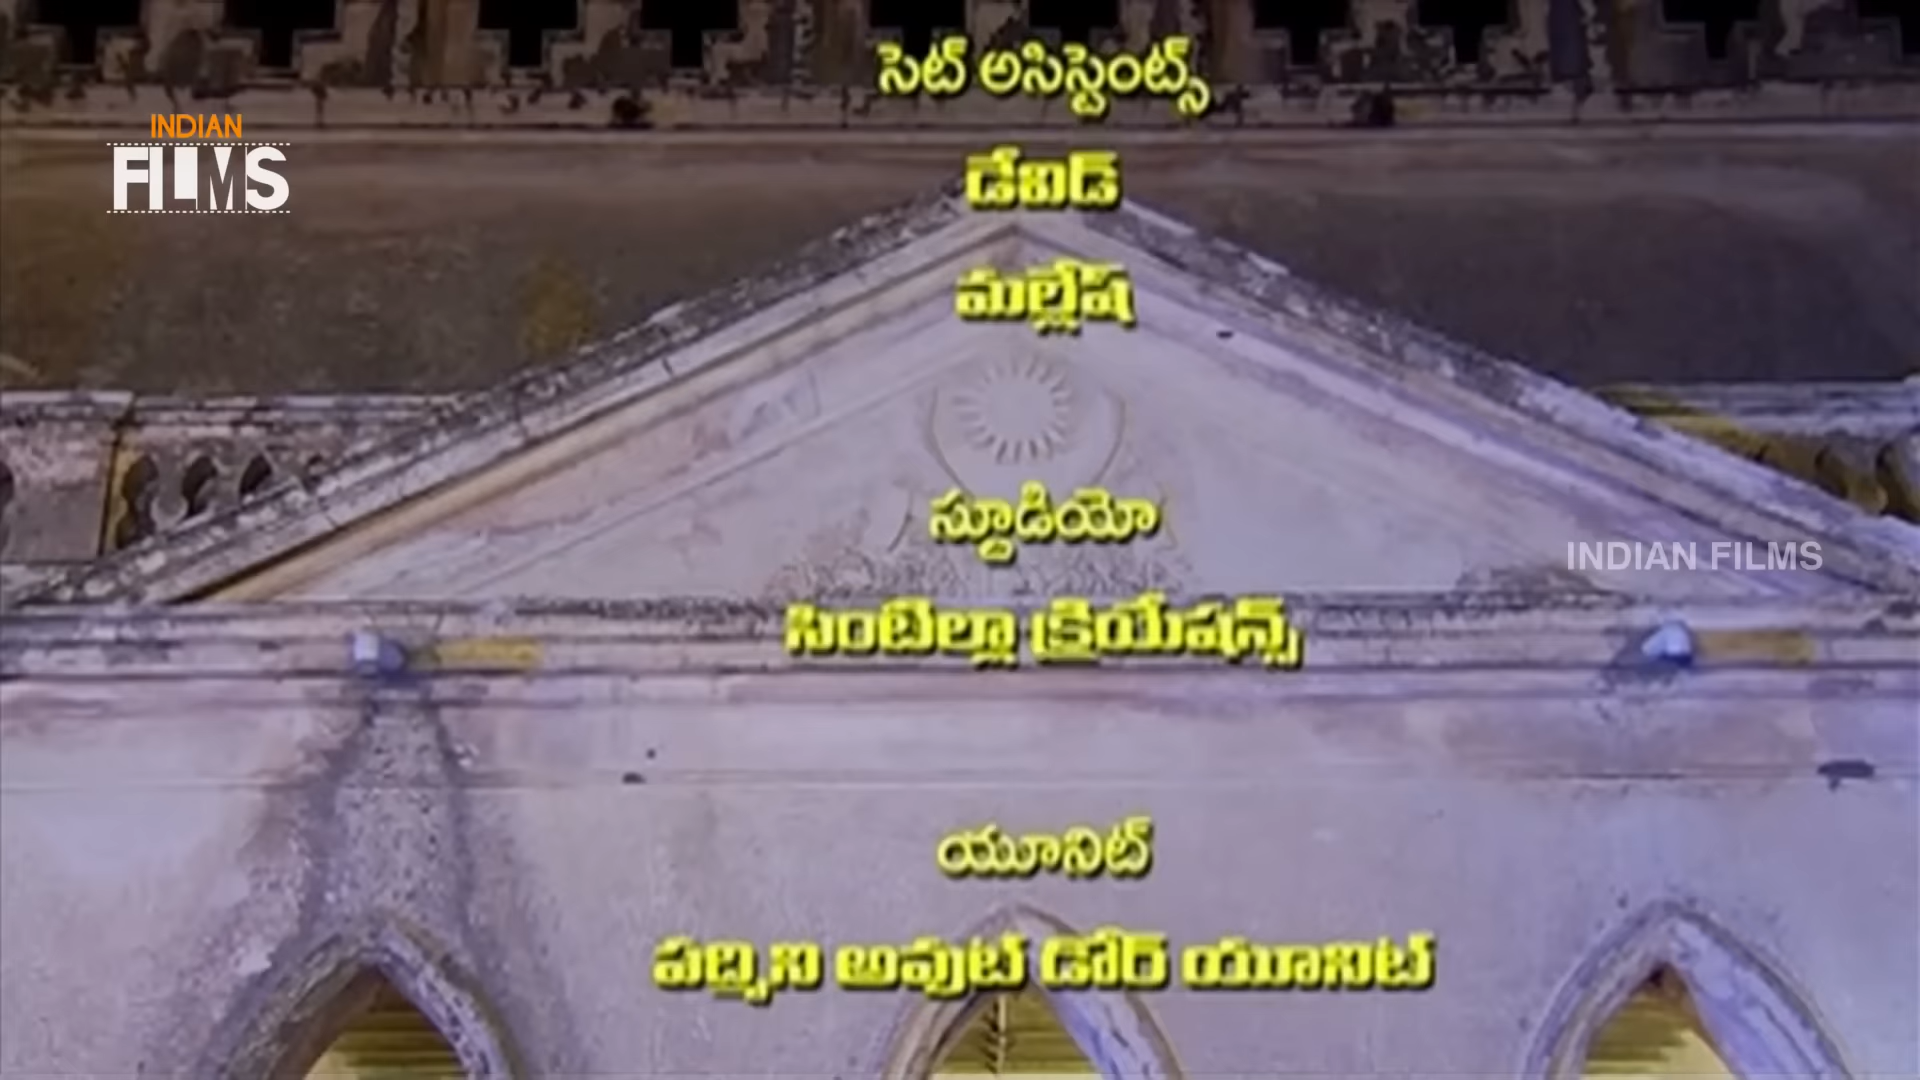 సెట్ అసిస్టెంట్స్
INDIAN
FILMS
డేవిడ్
మల్లేష్
స్టూడియో
INDIAN FILMS
సింటిల్లా క్రియేషన్స్
యూనిట్
పద్మిని అవుట్ డోర్ యూనిట్